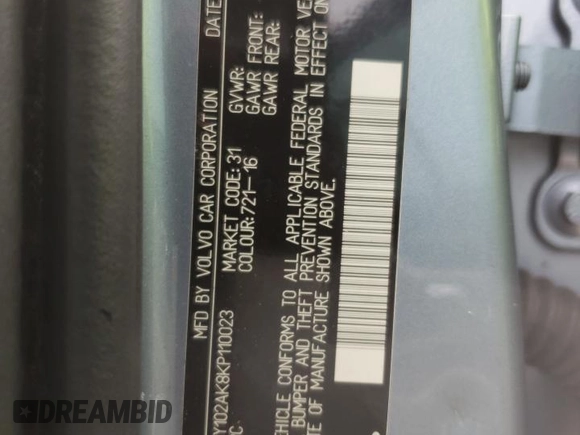 MFD BY VOLVO CAR CORPORATION DATE
Y102AK8KP110023
MARKET CODE: 31 GVWR:
COLOUR: 721-16 GAWR FRONT:
GAWR REAR:
EHICLE CONFORMS TO ALL APPLICABLE FEDERAL MOTOR VE
BUMPER AND THEFT PREVENTION STANDARDS IN EFFECT ON
TE OF MANUFACTURE SHOWN ABOVE.
DREAMBID